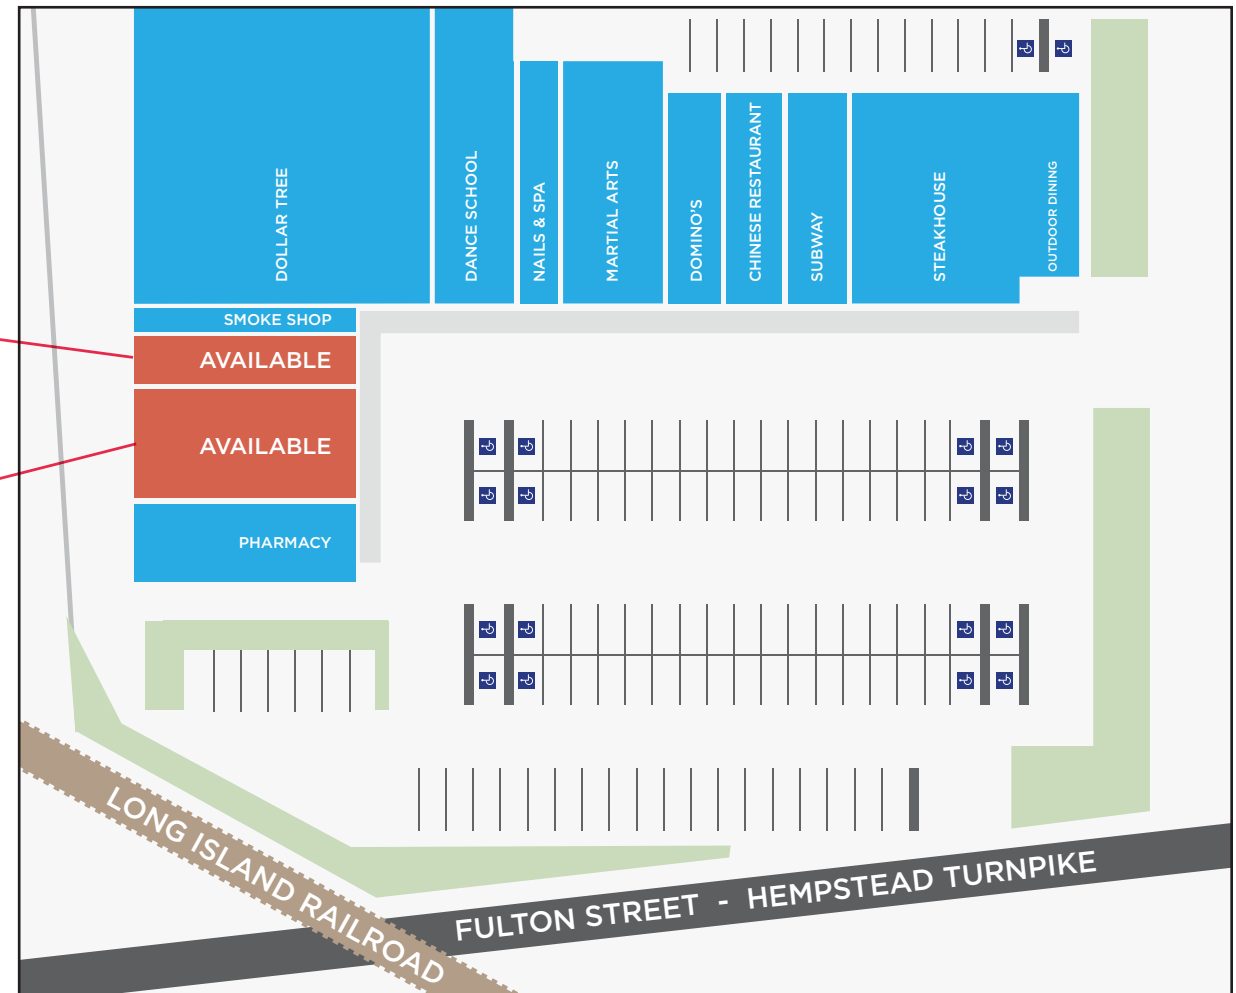 DOLLAR TREE
DANCE SCHOOL
NAILS & SPA
MARTIAL ARTS
DOMINO'S
CHINESE RESTAURANT
SUBWAY
STEAKHOUSE
OUTDOOR DINING
SMOKE SHOP
AVAILABLE
AVAILABLE
PHARMACY
LONG ISLAND RAILROAD
FULTON STREET - HEMPSTEAD TURNPIKE